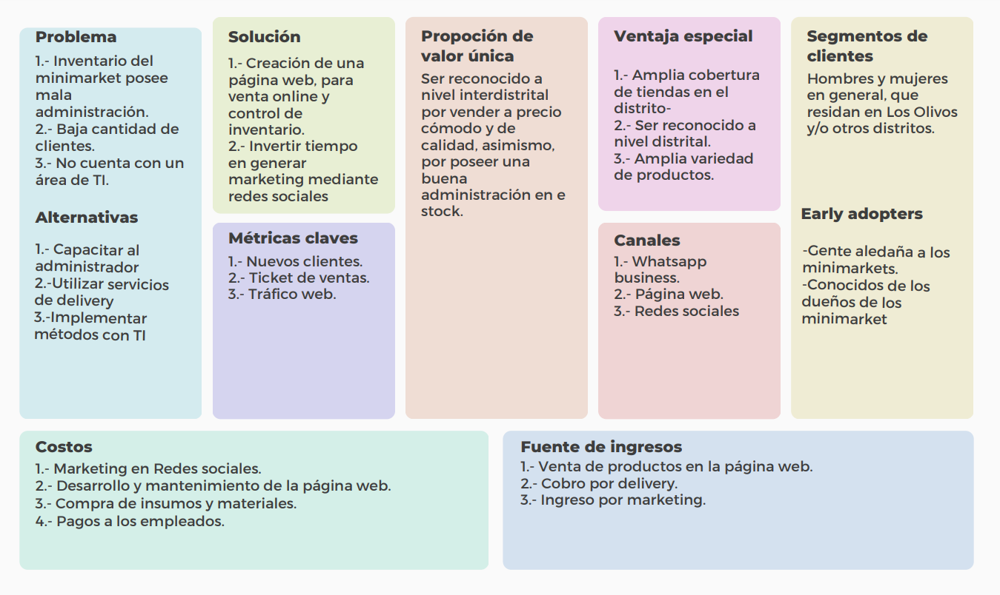 Problema
1.- Inventario del
minimarket posee
mala
administración.
2.- Baja cantidad de
clientes.
3.- No cuenta con un
área de TI.
Alternativas
1.- Capacitar al
administrador
2.-Utilizar servicios
de delivery
3.-Implementar
métodos con TI
Solución
1.- Creación de una
página web, para
venta online y
control de
inventario.
2.- Invertir tiempo
en generar
marketing mediante
redes sociales
Métricas claves
1.- Nuevos clientes.
2.- Ticket de ventas.
3.- Tráfico web.
Propoción de
valor única
Ser reconocido a
nivel interdistrital
por vender a precio
cómodo y de
calidad, asimismo,
por poseer una
buena
administración en e
stock.
Ventaja especial
1.- Amplia cobertura
de tiendas en el
distrito-
2.- Ser reconocido a
nivel distrital.
3.- Amplia variedad
de productos.
Canales
1.- Whatsapp
business.
2.- Página web.
3.- Redes sociales
Segmentos de
clientes
Hombres y mujeres
en general, que
residan en Los Olivos
y/o otros distritos.
Early adopters
-Gente aledaña a los
minimarkets.
-Conocidos de los
dueños de los
minimarket
Costos
1.- Marketing en Redes sociales.
2.- Desarrollo y mantenimiento de la página web.
3.- Compra de insumos y materiales.
4.- Pagos a los empleados.
Fuente de ingresos
1.- Venta de productos en la página web.
2.- Cobro por delivery.
3.- Ingreso por marketing.